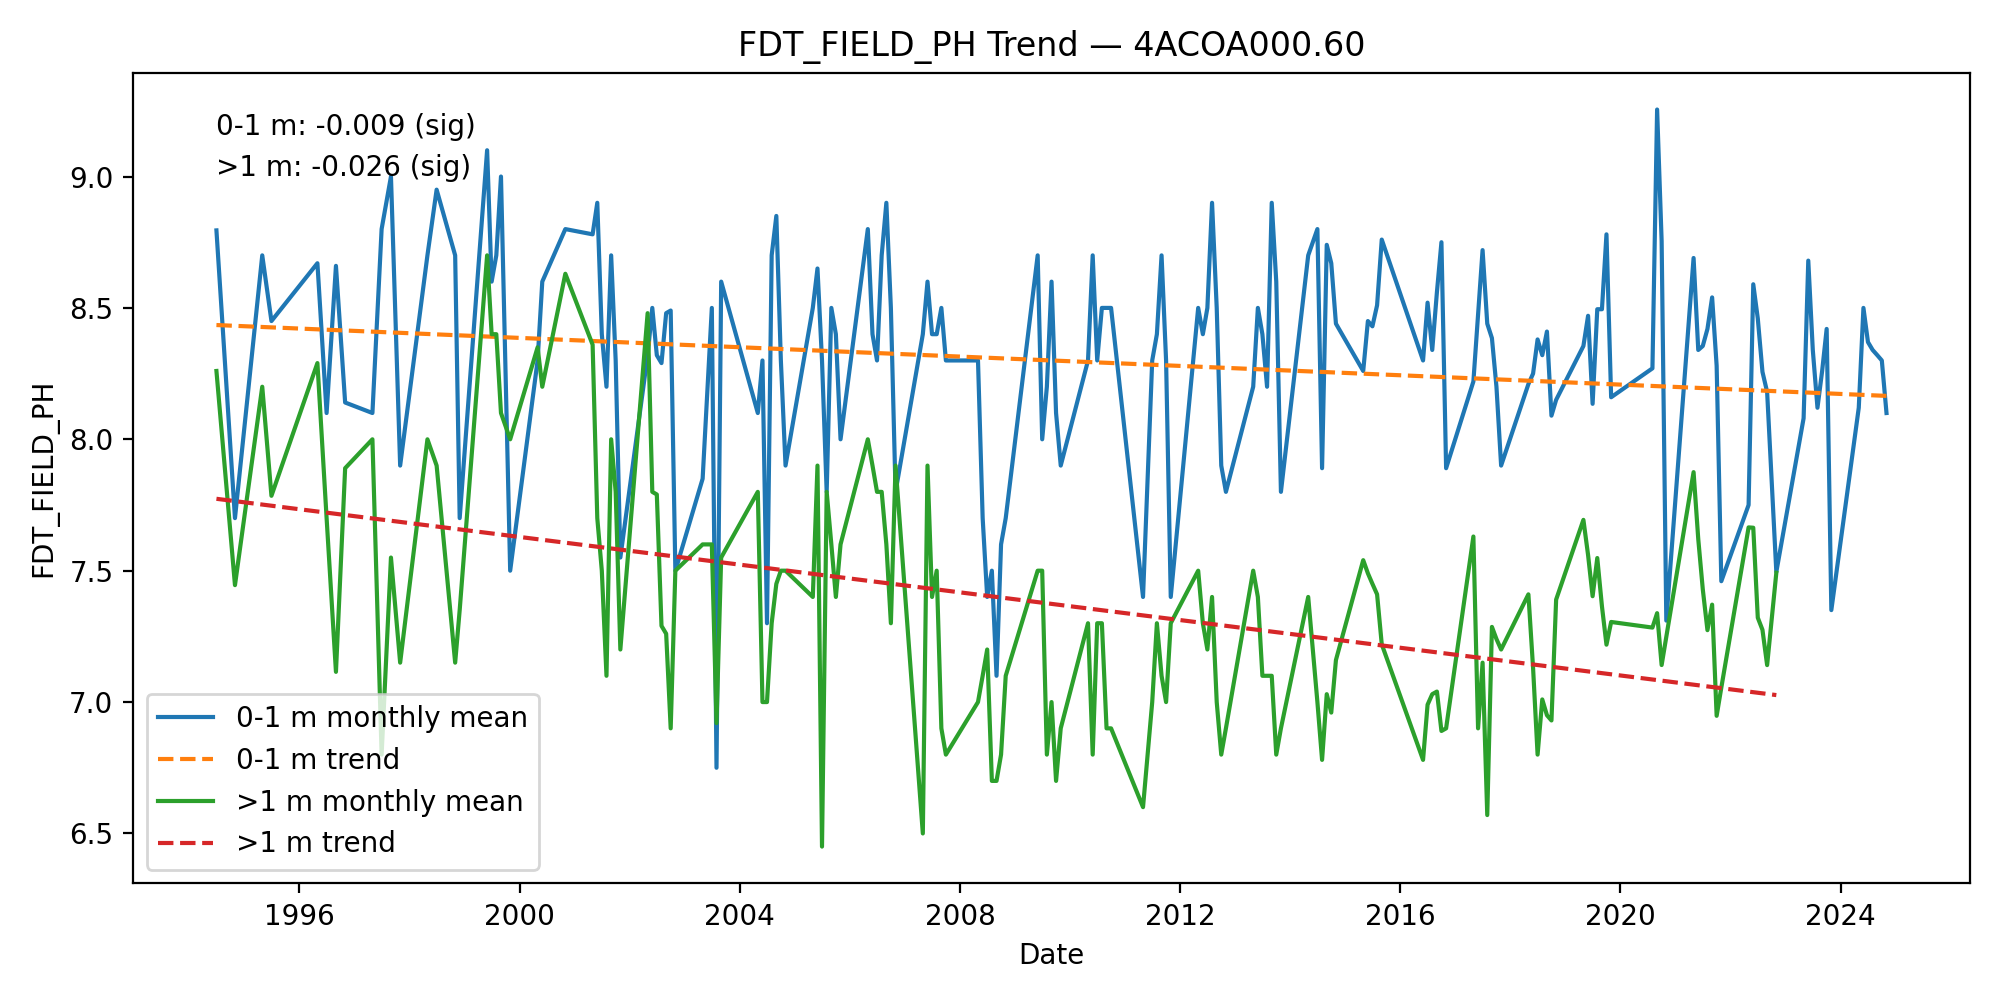 FDT_FIELD_PH Trend — 4ACOA000.60
0-1 m: -0.009 (sig)
>1 m: -0.026 (sig)
FDT_FIELD_PH
9.0
8.5
8.0
7.5
7.0
6.5
0-1 m monthly mean
0-1 m trend
>1 m monthly mean
>1 m trend
1996 2000 2004 2008 2012 2016 2020 2024
Date